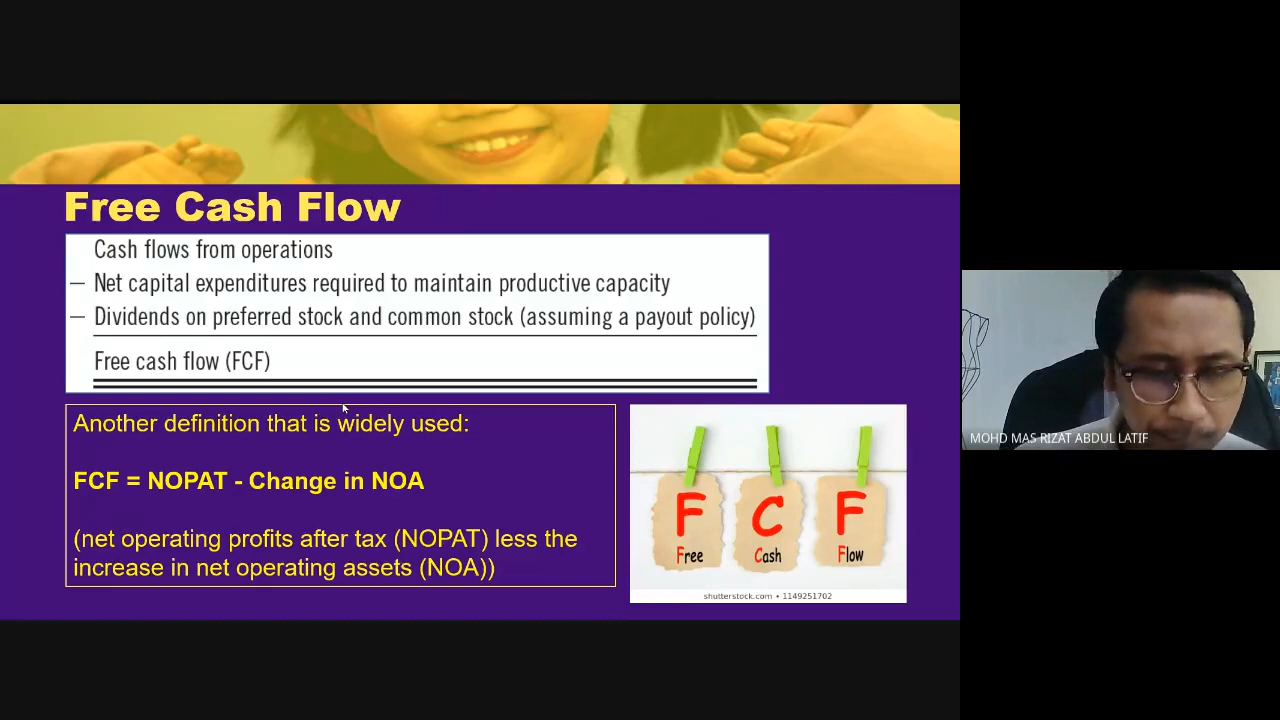 Free Cash Flow
Cash flows from operations
— Net capital expenditures required to maintain productive capacity
— Dividends on preferred stock and common stock (assuming a payout policy)
Free cash flow (FCF)
Another definition that is widely used:
FCF = NOPAT - Change in NOA
(net operating profits after tax (NOPAT) less the
increase in net operating assets (NOA))
F C F
Free Cash Flow
shutterstock.com • 1149251702
MOHD MAS RIZAT ABDUL LATIF